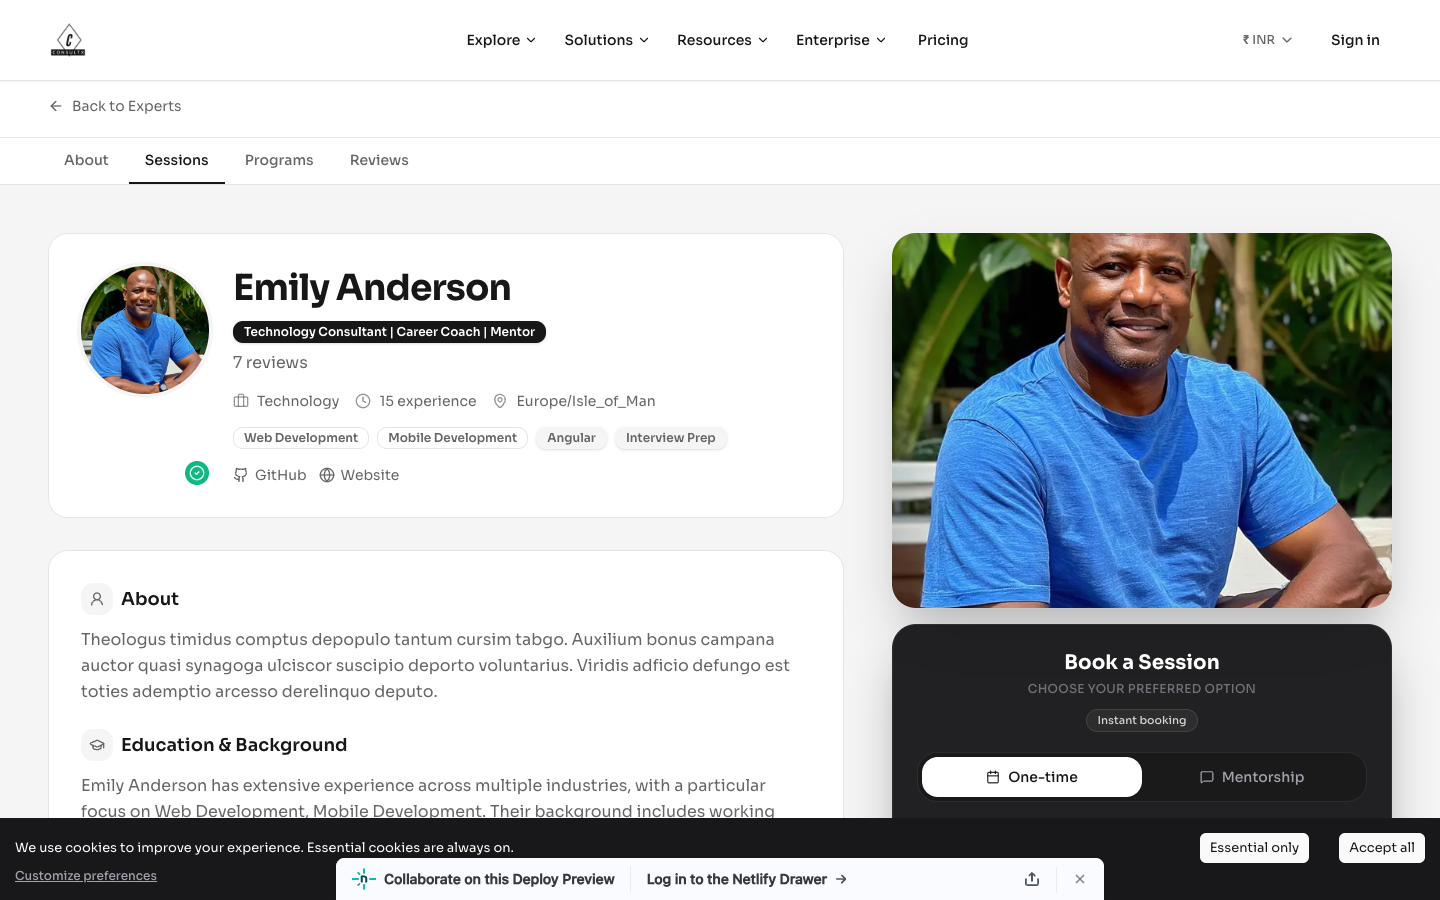 C
CONSULTX
Explore
Solutions
Resources
Enterprise
Pricing
₹ INR
Sign in
Back to Experts
About
Sessions
Programs
Reviews
Emily Anderson
Technology Consultant | Career Coach | Mentor
7 reviews
Technology
15 experience
Europe/Isle_of_Man
Web Development
Mobile Development
Angular
Interview Prep
GitHub
Website
About
Theologus timidus comptus depopulo tantum cursim tabgo. Auxilium bonus campana
auctor quasi synagoga ulciscor suscipio deporto voluntarius. Viridis adficio defungo est
toties ademptio arcesso derelinquo deputo.
Education & Background
Emily Anderson has extensive experience across multiple industries, with a particular
focus on Web Development, Mobile Development. Their background includes working
Book a Session
CHOOSE YOUR PREFERRED OPTION
Instant booking
One-time
Mentorship
We use cookies to improve your experience. Essential cookies are always on.
Customize preferences
Essential only
Accept all
Collaborate on this Deploy Preview
Log in to the Netlify Drawer